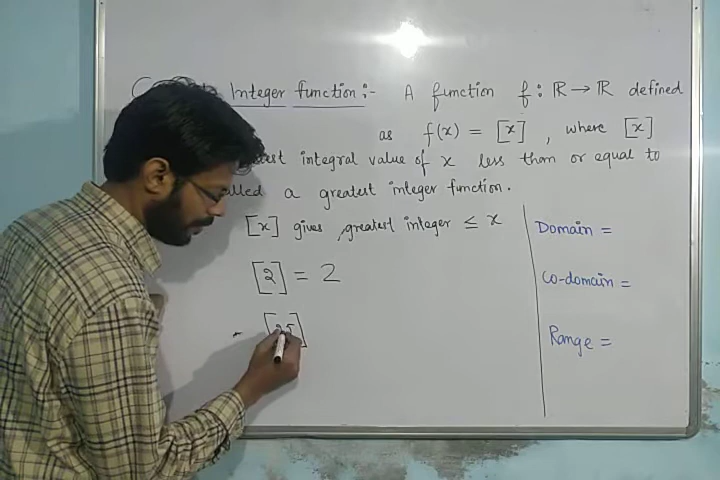 Integer function :- A function f : ℝ → ℝ defined
as f(x) = [x] , where [x]
integral value of x less than or equal to
a greatest integer function.
[x] gives greatest integer ≤ x
Domain =
[2] = 2
Co-domain =
Range =